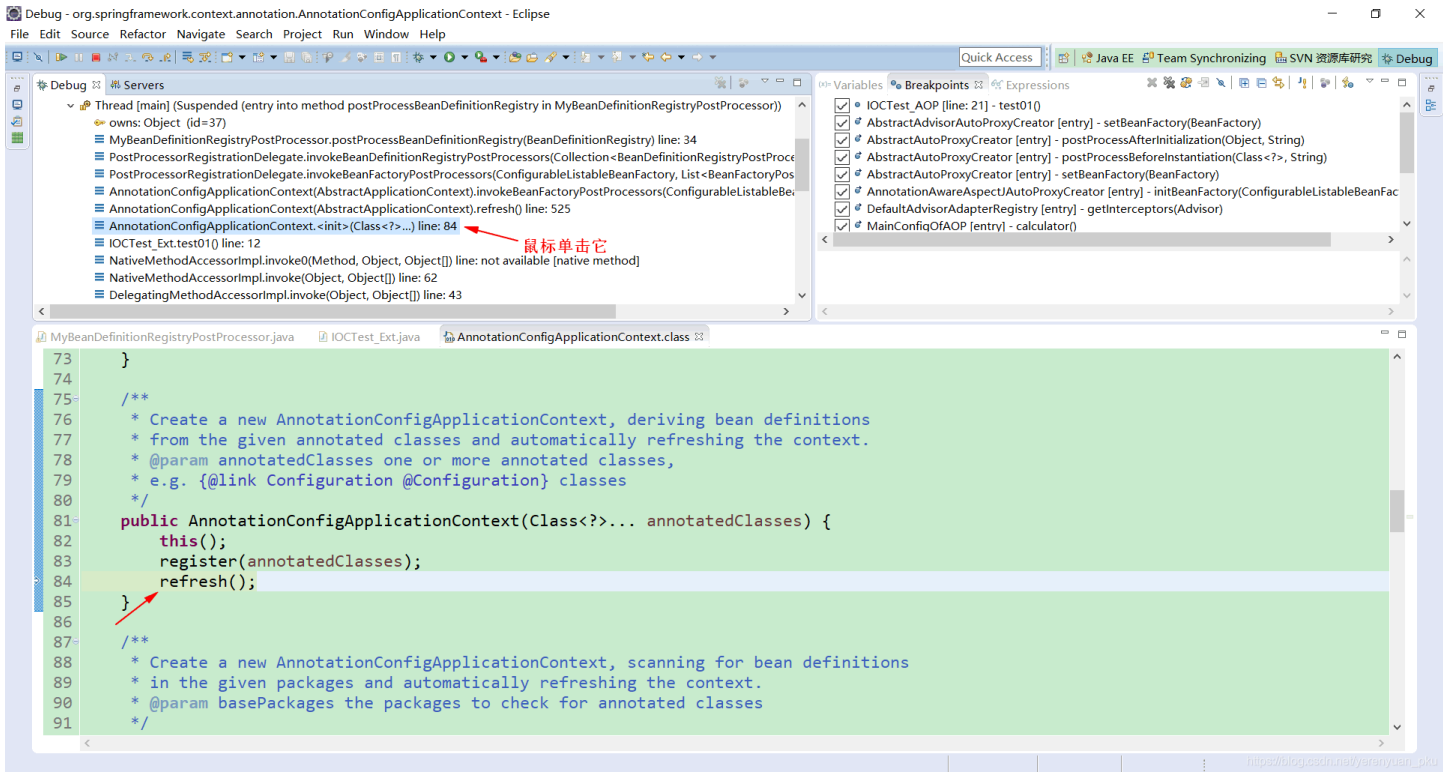 Debug - org.springframework.context.annotation.AnnotationConfigApplicationContext - Eclipse
File Edit Source Refactor Navigate Search Project Run Window Help
Quick Access Java EE Team Synchronizing SVN 资源库研究 Debug
Debug Servers
Thread [main] (Suspended (entry into method postProcessBeanDefinitionRegistry in MyBeanDefinitionRegistryPostProcessor))
owns: Object (id=37)
MyBeanDefinitionRegistryPostProcessor.postProcessBeanDefinitionRegistry(BeanDefinitionRegistry) line: 34
PostProcessorRegistrationDelegate.invokeBeanDefinitionRegistryPostProcessors(Collection<BeanDefinitionRegistryPostProce
PostProcessorRegistrationDelegate.invokeBeanFactoryPostProcessors(ConfigurableListableBeanFactory, List<BeanFactoryPos
AnnotationConfigApplicationContext(AbstractApplicationContext).invokeBeanFactoryPostProcessors(ConfigurableListableBea
AnnotationConfigApplicationContext(AbstractApplicationContext).refresh() line: 525
AnnotationConfigApplicationContext.<init>(Class<?>...) line: 84
鼠标单击它
IOCTest_Ext.test01() line: 12
NativeMethodAccessorImpl.invoke0(Method, Object, Object[]) line: not available [native method]
NativeMethodAccessorImpl.invoke(Object, Object[]) line: 62
DelegatingMethodAccessorImpl.invoke(Object, Object[]) line: 43
Variables Breakpoints Expressions
IOCTest_AOP [line: 21] - test01()
AbstractAdvisorAutoProxyCreator [entry] - setBeanFactory(BeanFactory)
AbstractAutoProxyCreator [entry] - postProcessAfterInitialization(Object, String)
AbstractAutoProxyCreator [entry] - postProcessBeforeInstantiation(Class<?>, String)
AbstractAutoProxyCreator [entry] - setBeanFactory(BeanFactory)
AnnotationAwareAspectJAutoProxyCreator [entry] - initBeanFactory(ConfigurableListableBeanFac
DefaultAdvisorAdapterRegistry [entry] - getInterceptors(Advisor)
MainConfigOfAOP [entry] - calculator()
MyBeanDefinitionRegistryPostProcessor.java IOCTest_Ext.java AnnotationConfigApplicationContext.class
73 }
74
75 /**
76 * Create a new AnnotationConfigApplicationContext, deriving bean definitions
77 * from the given annotated classes and automatically refreshing the context.
78 * @param annotatedClasses one or more annotated classes,
79 * e.g. {@link Configuration @Configuration} classes
80 */
81 public AnnotationConfigApplicationContext(Class<?>... annotatedClasses) {
82 this();
83 register(annotatedClasses);
84 refresh();
85 }
86
87 /**
88 * Create a new AnnotationConfigApplicationContext, scanning for bean definitions
89 * in the given packages and automatically refreshing the context.
90 * @param basePackages the packages to check for annotated classes
91 */